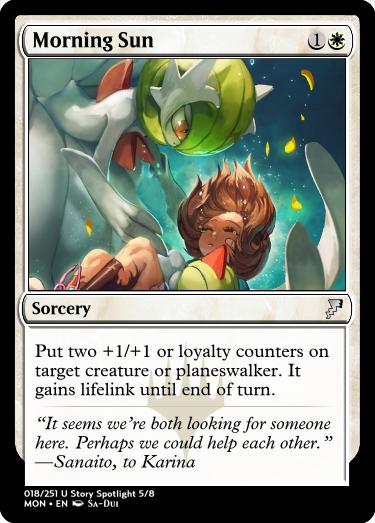 Morning Sun 1
Sorcery
Put two +1/+1 or loyalty counters on
target creature or planeswalker. It
gains lifelink until end of turn.
“It seems we’re both looking for someone
here. Perhaps we could help each other.”
—Sanaito, to Karina
018/251 U Story Spotlight 5/8
MON • EN Sa-Dui